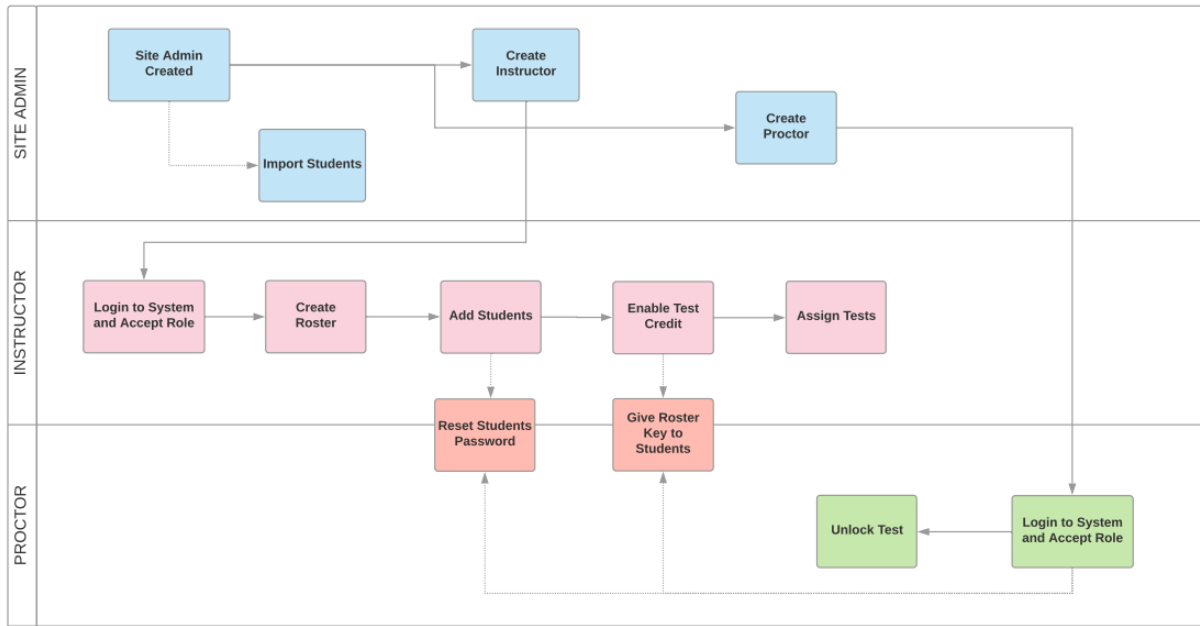 SITE ADMIN
Site Admin
Created
Create
Instructor
Create
Proctor
Import Students
INSTRUCTOR
Login to System
and Accept Role
Create
Roster
Add Students
Enable Test
Credit
Assign Tests
Reset Students
Password
Give Roster
Key to
Students
PROCTOR
Unlock Test
Login to System
and Accept Role